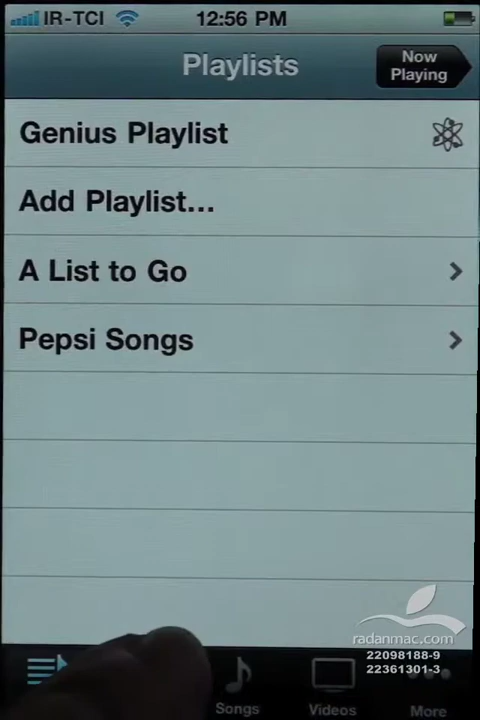 IR-TCI 12:56 PM
Playlists
Now
Playing
Genius Playlist
Add Playlist...
A List to Go
Pepsi Songs
radanmac.com
22098188-9
22361301-3
Songs
Videos
More